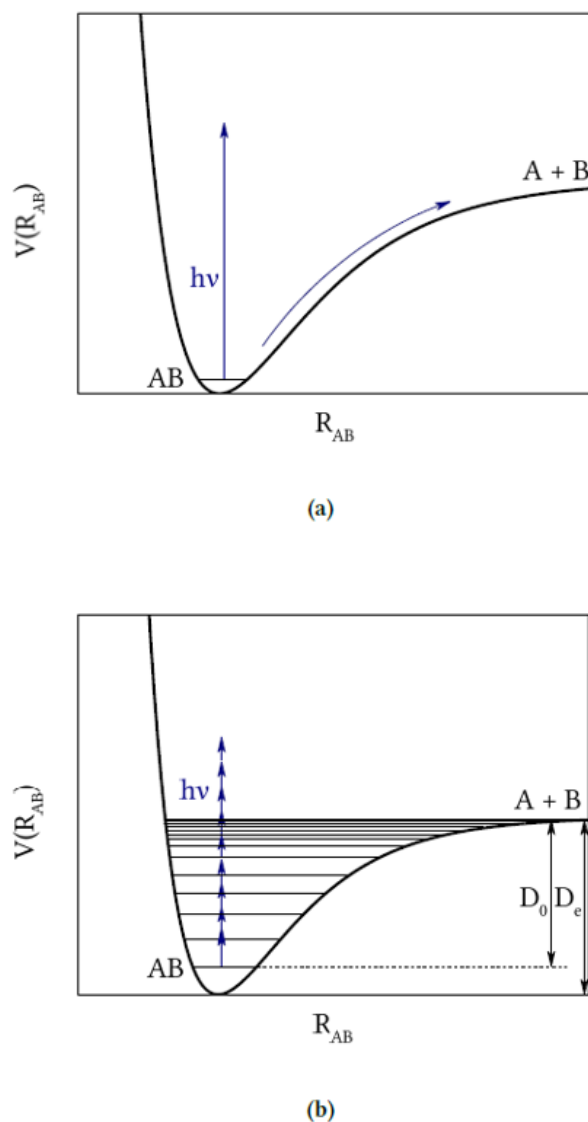 A + B
V(R_AB)
hν
AB
R_AB
(a)
A + B
hν
V(R_AB)
D_0 D_e
AB
R_AB
(b)